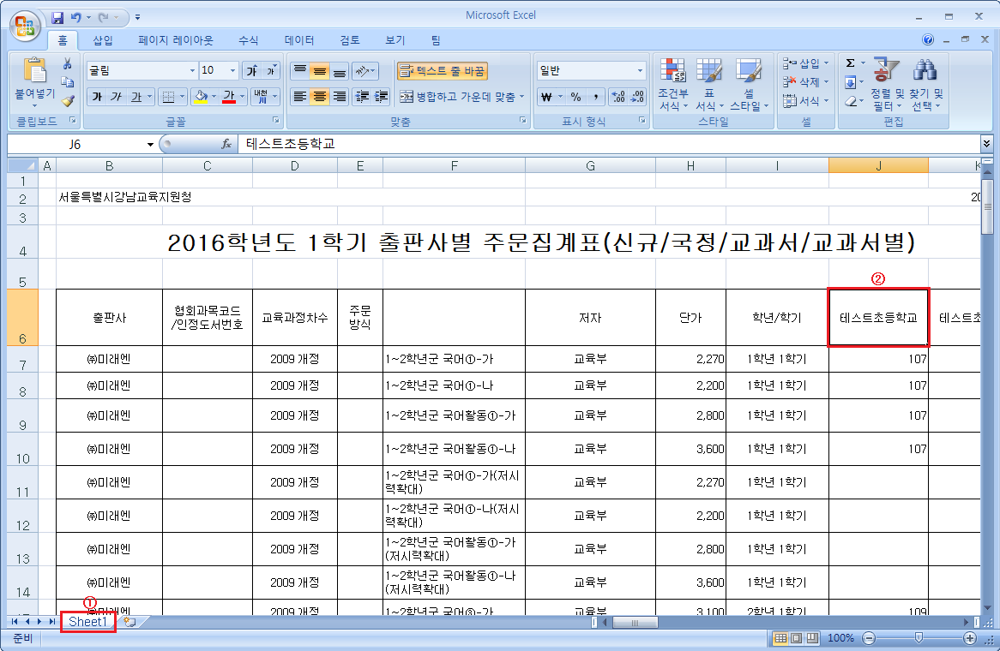 Microsoft Excel
홈 삽입 페이지 레이아웃 수식 데이터 검토 보기 팀
붙여넣기
굴림 10 가 가
가 가 가 내천
텍스트 줄 바꿈
병합하고 가운데 맞춤
일반
₩ % ,
조건부 서식
표 서식
셀 스타일
삽입
삭제
서식
Σ
정렬 및 필터
찾기 및 선택
클립보드 글꼴 맞춤 표시 형식 스타일 셀 편집
J6 fx 테스트초등학교
A B C D E F G H I J K
1
2 서울특별시강남교육지원청 20
3
4 2016학년도 1학기 출판사별 주문집계표(신규/국정/교과서/교과서별)
5
②
6 출판사 협회과목코드/인정도서번호 교육과정차수 주문방식 저자 단가 학년/학기 테스트초등학교 테스트초
7 ㈜미래엔 2009 개정 1~2학년군 국어①-가 교육부 2,270 1학년 1학기 107
8 ㈜미래엔 2009 개정 1~2학년군 국어①-나 교육부 2,200 1학년 1학기 107
9 ㈜미래엔 2009 개정 1~2학년군 국어활동①-가 교육부 2,800 1학년 1학기 107
10 ㈜미래엔 2009 개정 1~2학년군 국어활동①-나 교육부 3,600 1학년 1학기 107
11 ㈜미래엔 2009 개정 1~2학년군 국어①-가(저시력확대) 교육부 2,270 1학년 1학기
12 ㈜미래엔 2009 개정 1~2학년군 국어①-나(저시력확대) 교육부 2,200 1학년 1학기
13 ㈜미래엔 2009 개정 1~2학년군 국어활동①-가(저시력확대) 교육부 2,800 1학년 1학기
14 ㈜미래엔 2009 개정 1~2학년군 국어활동①-나(저시력확대) 교육부 3,600 1학년 1학기
㈜미래엔 2009 개정 교육부 3,100 2학년 1학기 109
①
Sheet1
준비 100%